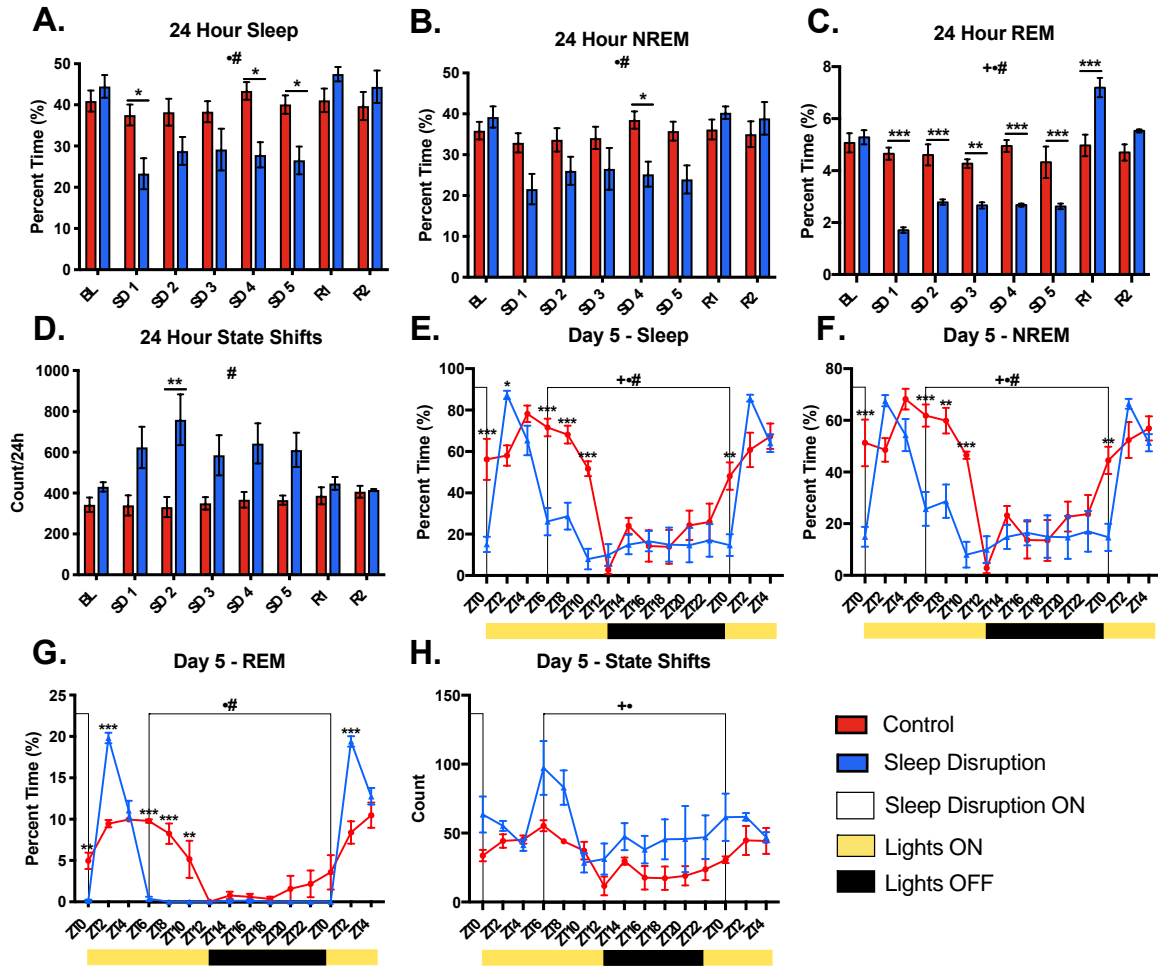 A.
24 Hour Sleep
•#
* * *
Percent Time (%)
50
40
30
20
10
0
BL SD 1 SD 2 SD 3 SD 4 SD 5 R1 R2
B.
24 Hour NREM
•#
*
Percent Time (%)
50
40
30
20
10
0
BL SD 1 SD 2 SD 3 SD 4 SD 5 R1 R2
C.
24 Hour REM
+•#
*** *** ** *** *** ***
Percent Time (%)
8
6
4
2
0
BL SD 1 SD 2 SD 3 SD 4 SD 5 R1 R2
D.
24 Hour State Shifts
#
**
Count/24h
1000
800
600
400
200
0
BL SD 1 SD 2 SD 3 SD 4 SD 5 R1 R2
E.
Day 5 - Sleep
+•#
*** * *** *** *** **
Percent Time (%)
100
80
60
40
20
0
ZT0 ZT2 ZT4 ZT6 ZT8 ZT10 ZT12 ZT14 ZT16 ZT18 ZT20 ZT22 ZT0 ZT2 ZT4
F.
Day 5 - NREM
+•#
*** *** ** *** **
Percent Time (%)
80
60
40
20
0
ZT0 ZT2 ZT4 ZT6 ZT8 ZT10 ZT12 ZT14 ZT16 ZT18 ZT20 ZT22 ZT0 ZT2 ZT4
G.
Day 5 - REM
•#
** *** *** *** ** ***
Percent Time (%)
25
20
15
10
5
0
ZT0 ZT2 ZT4 ZT6 ZT8 ZT10 ZT12 ZT14 ZT16 ZT18 ZT20 ZT22 ZT0 ZT2 ZT4
H.
Day 5 - State Shifts
+•
Count
150
100
50
0
ZT0 ZT2 ZT4 ZT6 ZT8 ZT10 ZT12 ZT14 ZT16 ZT18 ZT20 ZT22 ZT0 ZT2 ZT4
Control
Sleep Disruption
Sleep Disruption ON
Lights ON
Lights OFF